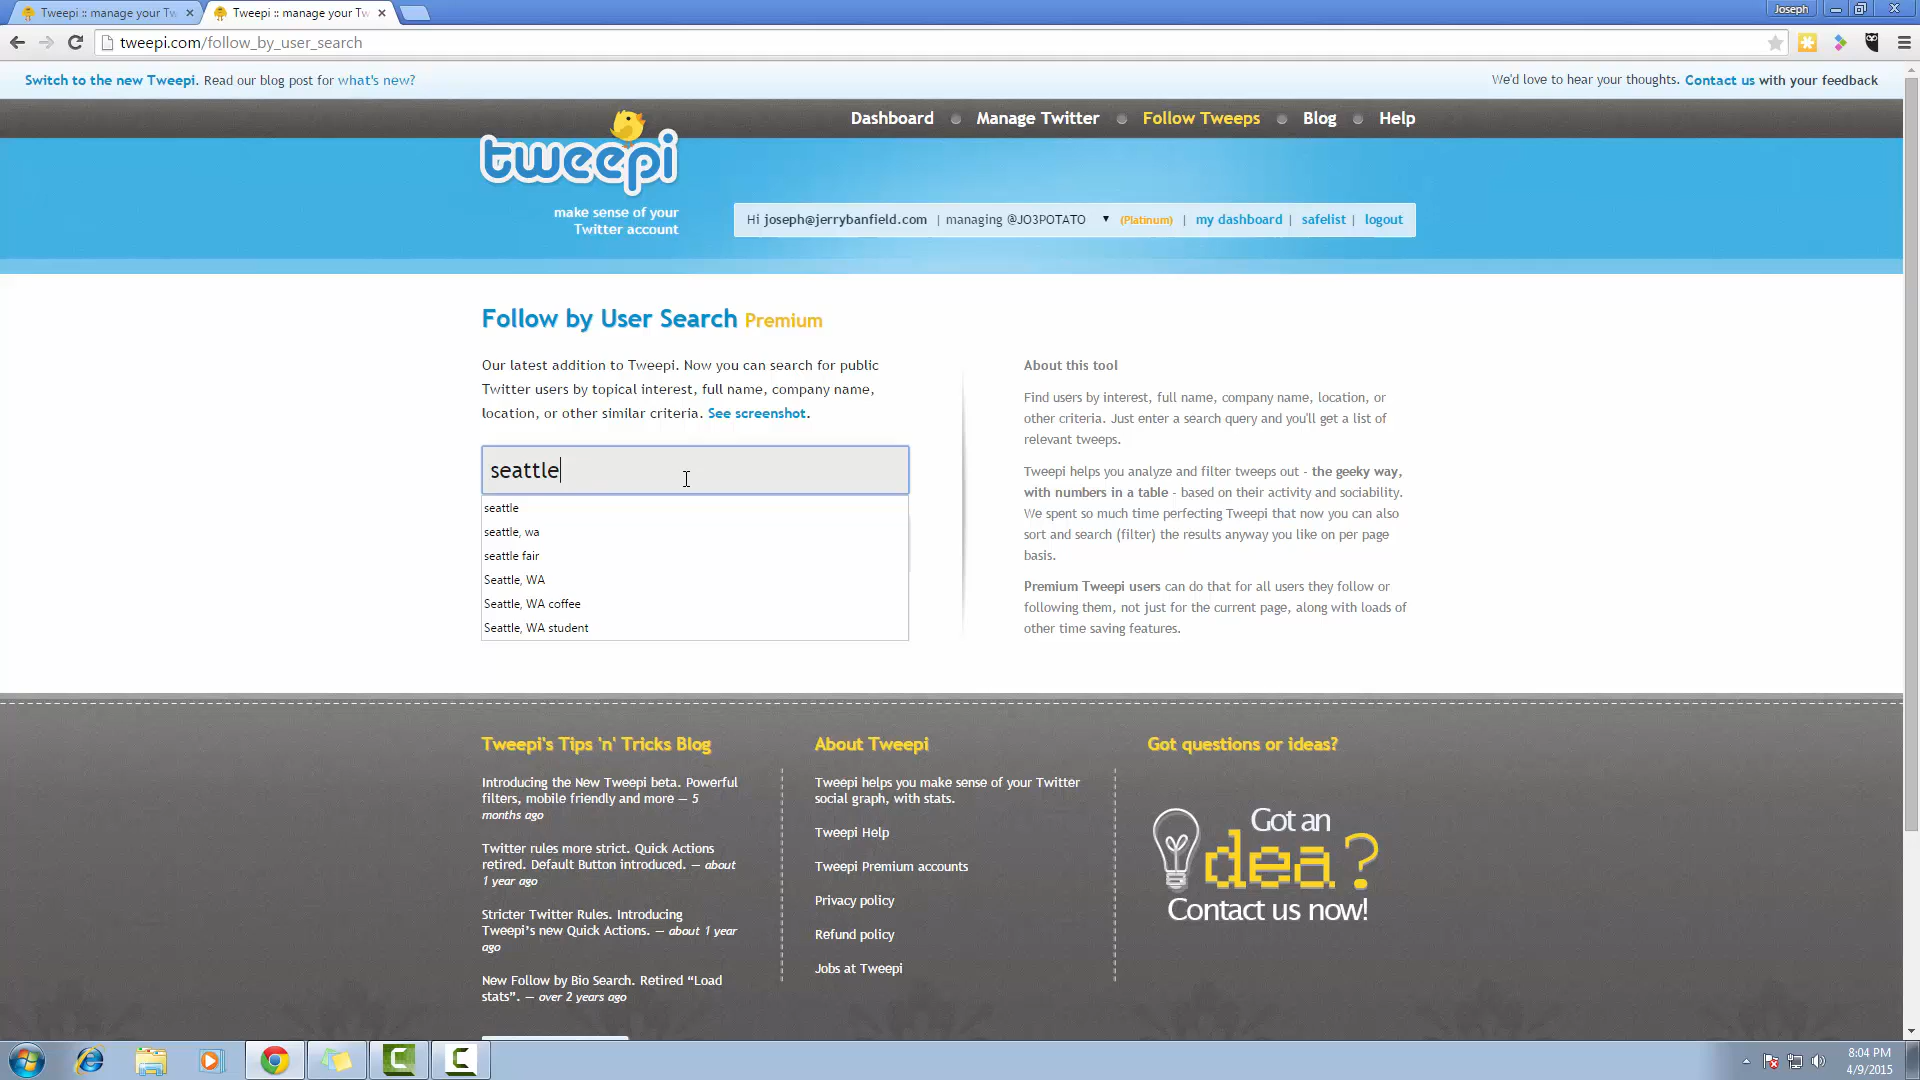 Tweepi :: manage your Tw
Tweepi :: manage your Tw
Joseph
tweepi.com/follow_by_user_search
Switch to the new Tweepi. Read our blog post for what's new?
We'd love to hear your thoughts. Contact us with your feedback
Dashboard
Manage Twitter
Follow Tweeps
Blog
Help
tweepi
make sense of your
Twitter account
Hi joseph@jerrybanfield.com | managing @JO3POTATO ▼ (Platinum) | my dashboard | safelist | logout
Follow by User Search Premium
Our latest addition to Tweepi. Now you can search for public
Twitter users by topical interest, full name, company name,
location, or other similar criteria. See screenshot.
seattle
seattle
seattle, wa
seattle fair
Seattle, WA
Seattle, WA coffee
Seattle, WA student
About this tool
Find users by interest, full name, company name, location, or
other criteria. Just enter a search query and you'll get a list of
relevant tweeps.
Tweepi helps you analyze and filter tweeps out - the geeky way,
with numbers in a table - based on their activity and sociability.
We spent so much time perfecting Tweepi that now you can also
sort and search (filter) the results anyway you like on per page
basis.
Premium Tweepi users can do that for all users they follow or
following them, not just for the current page, along with loads of
other time saving features.
Tweepi's Tips 'n' Tricks Blog
Introducing the New Tweepi beta. Powerful
filters, mobile friendly and more — 5
months ago
Twitter rules more strict. Quick Actions
retired. Default Button introduced. — about
1 year ago
Stricter Twitter Rules. Introducing
Tweepi's new Quick Actions. — about 1 year
ago
New Follow by Bio Search. Retired “Load
stats”. — over 2 years ago
About Tweepi
Tweepi helps you make sense of your Twitter
social graph, with stats.
Tweepi Help
Tweepi Premium accounts
Privacy policy
Refund policy
Jobs at Tweepi
Got questions or ideas?
Got an
idea?
Contact us now!
8:04 PM
4/9/2015